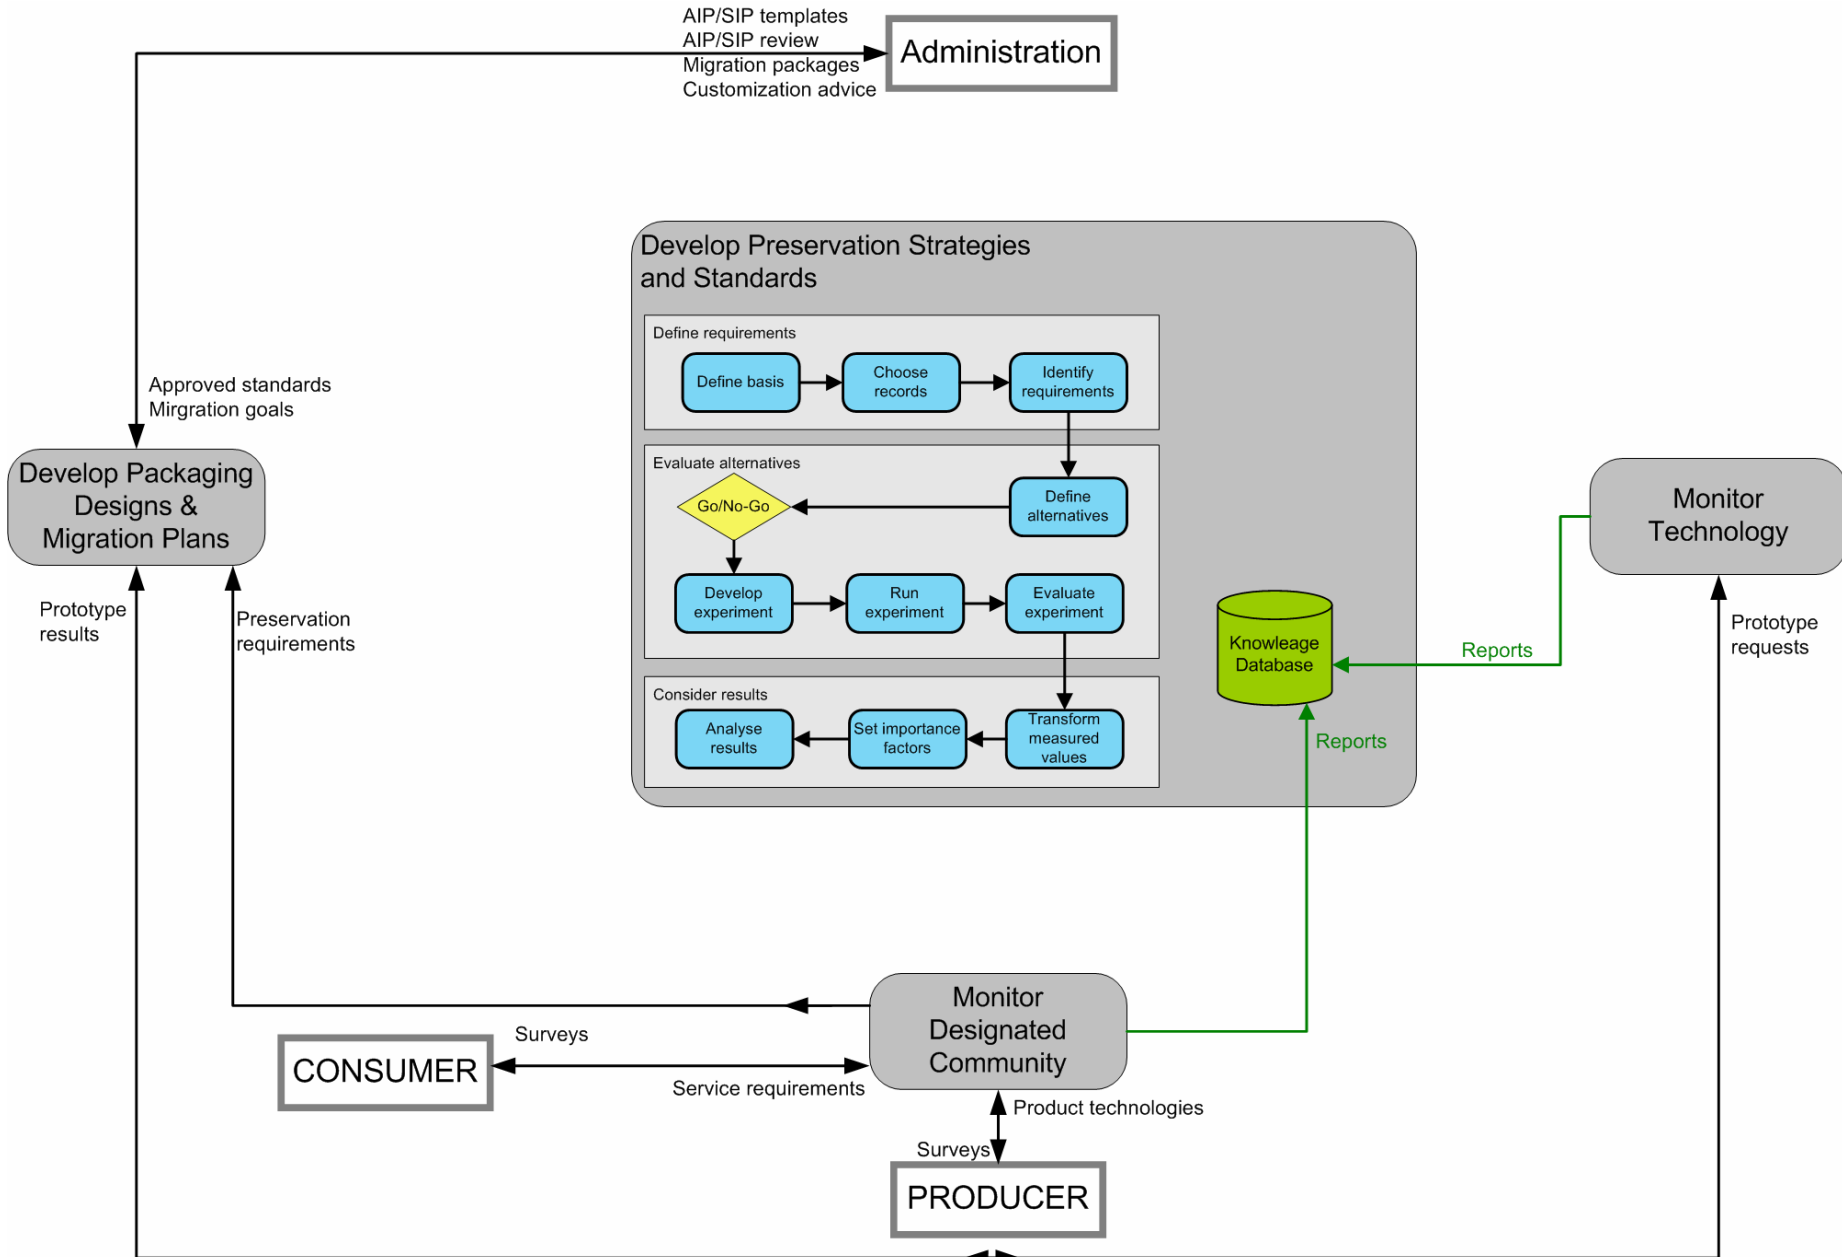 AIP/SIP templates
AIP/SIP review
Migration packages
Customization advice
Administration
Develop Preservation Strategies
and Standards
Define requirements
Define basis
Choose
records
Identify
requirements
Approved standards
Mirgration goals
Develop Packaging
Designs &
Migration Plans
Evaluate alternatives
Go/No-Go
Define
alternatives
Monitor
Technology
Develop
experiment
Run
experiment
Evaluate
experiment
Prototype
results
Preservation
requirements
Knowleage
Database
Reports
Prototype
requests
Consider results
Analyse
results
Set importance
factors
Transform
measured
values
Reports
Monitor
Designated
Community
Surveys
CONSUMER
Service requirements
Product technologies
Surveys
PRODUCER